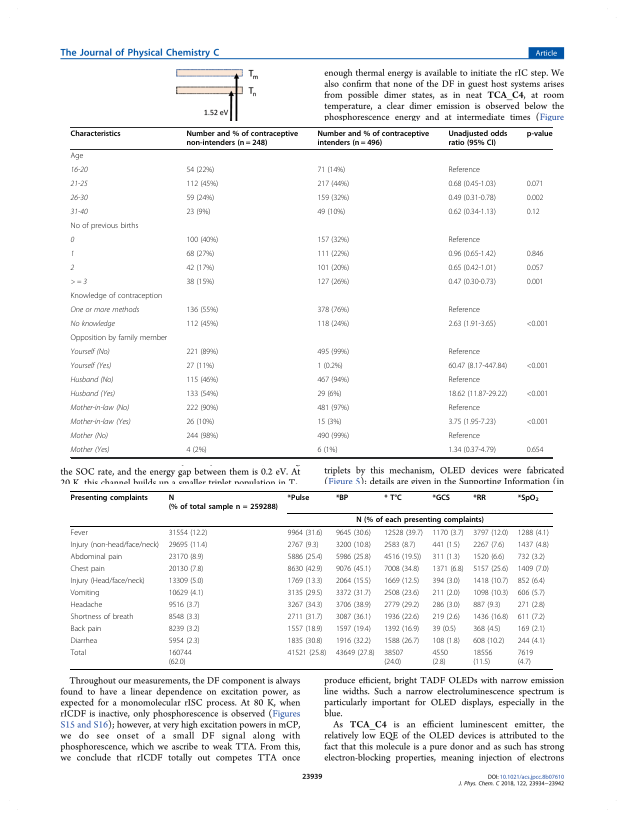 The Journal of Physical Chemistry C
Article
Tm
Tn
1.52 eV
enough thermal energy is available to initiate the rIC step. We
also confirm that none of the DF in guest host systems arises
from possible dimer states, as in neat TCA_C4, at room
temperature, a clear dimer emission is observed below the
phosphorescence energy and at intermediate times (Figure
Characteristics Number and % of contraceptive non-intenders (n = 248) Number and % of contraceptive intenders (n = 496) Unadjusted odds ratio (95% CI) p-value
Age
16-20 54 (22%) 71 (14%) Reference
21-25 112 (45%) 217 (44%) 0.68 (0.45-1.03) 0.071
26-30 59 (24%) 159 (32%) 0.49 (0.31-0.78) 0.002
31-40 23 (9%) 49 (10%) 0.62 (0.34-1.13) 0.12
No of previous births
0 100 (40%) 157 (32%) Reference
1 68 (27%) 111 (22%) 0.96 (0.65-1.42) 0.846
2 42 (17%) 101 (20%) 0.65 (0.42-1.01) 0.057
> = 3 38 (15%) 127 (26%) 0.47 (0.30-0.73) 0.001
Knowledge of contraception
One or more methods 136 (55%) 378 (76%) Reference
No knowledge 112 (45%) 118 (24%) 2.63 (1.91-3.65) <0.001
Opposition by family member
Yourself (No) 221 (89%) 495 (99%) Reference
Yourself (Yes) 27 (11%) 1 (0.2%) 60.47 (8.17-447.84) <0.001
Husband (No) 115 (46%) 467 (94%) Reference
Husband (Yes) 133 (54%) 29 (6%) 18.62 (11.87-29.22) <0.001
Mother-in-law (No) 222 (90%) 481 (97%) Reference
Mother-in-law (Yes) 26 (10%) 15 (3%) 3.75 (1.95-7.23) <0.001
Mother (No) 244 (98%) 490 (99%) Reference
Mother (Yes) 4 (2%) 6 (1%) 1.34 (0.37-4.79) 0.654
the SOC rate, and the energy gap between them is 0.2 eV. At
20 K, this channel builds up a smaller triplet population in T
triplets by this mechanism, OLED devices were fabricated
(Figure 5); details are given in the Supporting Information (in
Presenting complaints N (% of total sample n = 259288) *Pulse *BP * T°C *GCS *RR *SpO2
N (% of each presenting complaints)
Fever 31554 (12.2) 9964 (31.6) 9645 (30.6) 12528 (39.7) 1170 (3.7) 3797 (12.0) 1288 (4.1)
Injury (non-head/face/neck) 29695 (11.4) 2767 (9.3) 3200 (10.8) 2583 (8.7) 441 (1.5) 2267 (7.6) 1437 (4.8)
Abdominal pain 23170 (8.9) 5886 (25.4) 5986 (25.8) 4516 (19.5)) 311 (1.3) 1520 (6.6) 732 (3.2)
Chest pain 20130 (7.8) 8630 (42.9) 9076 (45.1) 7008 (34.8) 1371 (6.8) 5157 (25.6) 1409 (7.0)
Injury (Head/face/neck) 13309 (5.0) 1769 (13.3) 2064 (15.5) 1669 (12.5) 394 (3.0) 1418 (10.7) 852 (6.4)
Vomiting 10629 (4.1) 3135 (29.5) 3372 (31.7) 2508 (23.6) 211 (2.0) 1098 (10.3) 606 (5.7)
Headache 9516 (3.7) 3267 (34.3) 3706 (38.9) 2779 (29.2) 286 (3.0) 887 (9.3) 271 (2.8)
Shortness of breath 8548 (3.3) 2711 (31.7) 3087 (36.1) 1936 (22.6) 219 (2.6) 1436 (16.8) 611 (7.2)
Back pain 8239 (3.2) 1557 (18.9) 1597 (19.4) 1392 (16.9) 39 (0.5) 368 (4.5) 169 (2.1)
Diarrhea 5954 (2.3) 1835 (30.8) 1916 (32.2) 1588 (26.7) 108 (1.8) 608 (10.2) 244 (4.1)
Total 160744 (62.0) 41521 (25.8) 43649 (27.8) 38507 (24.0) 4550 (2.8) 18556 (11.5) 7619 (4.7)
Throughout our measurements, the DF component is always
found to have a linear dependence on excitation power, as
expected for a monomolecular rISC process. At 80 K, when
rICDF is inactive, only phosphorescence is observed (Figures
S15 and S16); however, at very high excitation powers in mCP,
we do see onset of a small DF signal along with
phosphorescence, which we ascribe to weak TTA. From this,
we conclude that rICDF totally out competes TTA once
produce efficient, bright TADF OLEDs with narrow emission
line widths. Such a narrow electroluminescence spectrum is
particularly important for OLED displays, especially in the
blue.
As TCA_C4 is an efficient luminescent emitter, the
relatively low EQE of the OLED devices is attributed to the
fact that this molecule is a pure donor and as such has strong
electron-blocking properties, meaning injection of electrons
23939
DOI: 10.1021/acs.jpcc.8b07610
J. Phys. Chem. C 2018, 122, 23934−23942